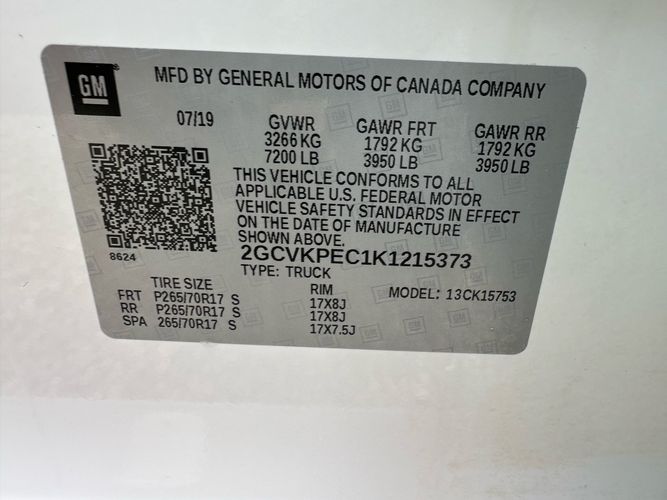 GM
MFD BY GENERAL MOTORS OF CANADA COMPANY
07/19 GVWR GAWR FRT GAWR RR
3266 KG 1792 KG 1792 KG
7200 LB 3950 LB 3950 LB
THIS VEHICLE CONFORMS TO ALL
APPLICABLE U.S. FEDERAL MOTOR
VEHICLE SAFETY STANDARDS IN EFFECT
ON THE DATE OF MANUFACTURE
SHOWN ABOVE.
8624
2GCVKPEC1K1215373
TYPE: TRUCK
TIRE SIZE RIM MODEL: 13CK15753
FRT P265/70R17 S 17X8J
RR P265/70R17 S 17X8J
SPA 265/70R17 S 17X7.5J